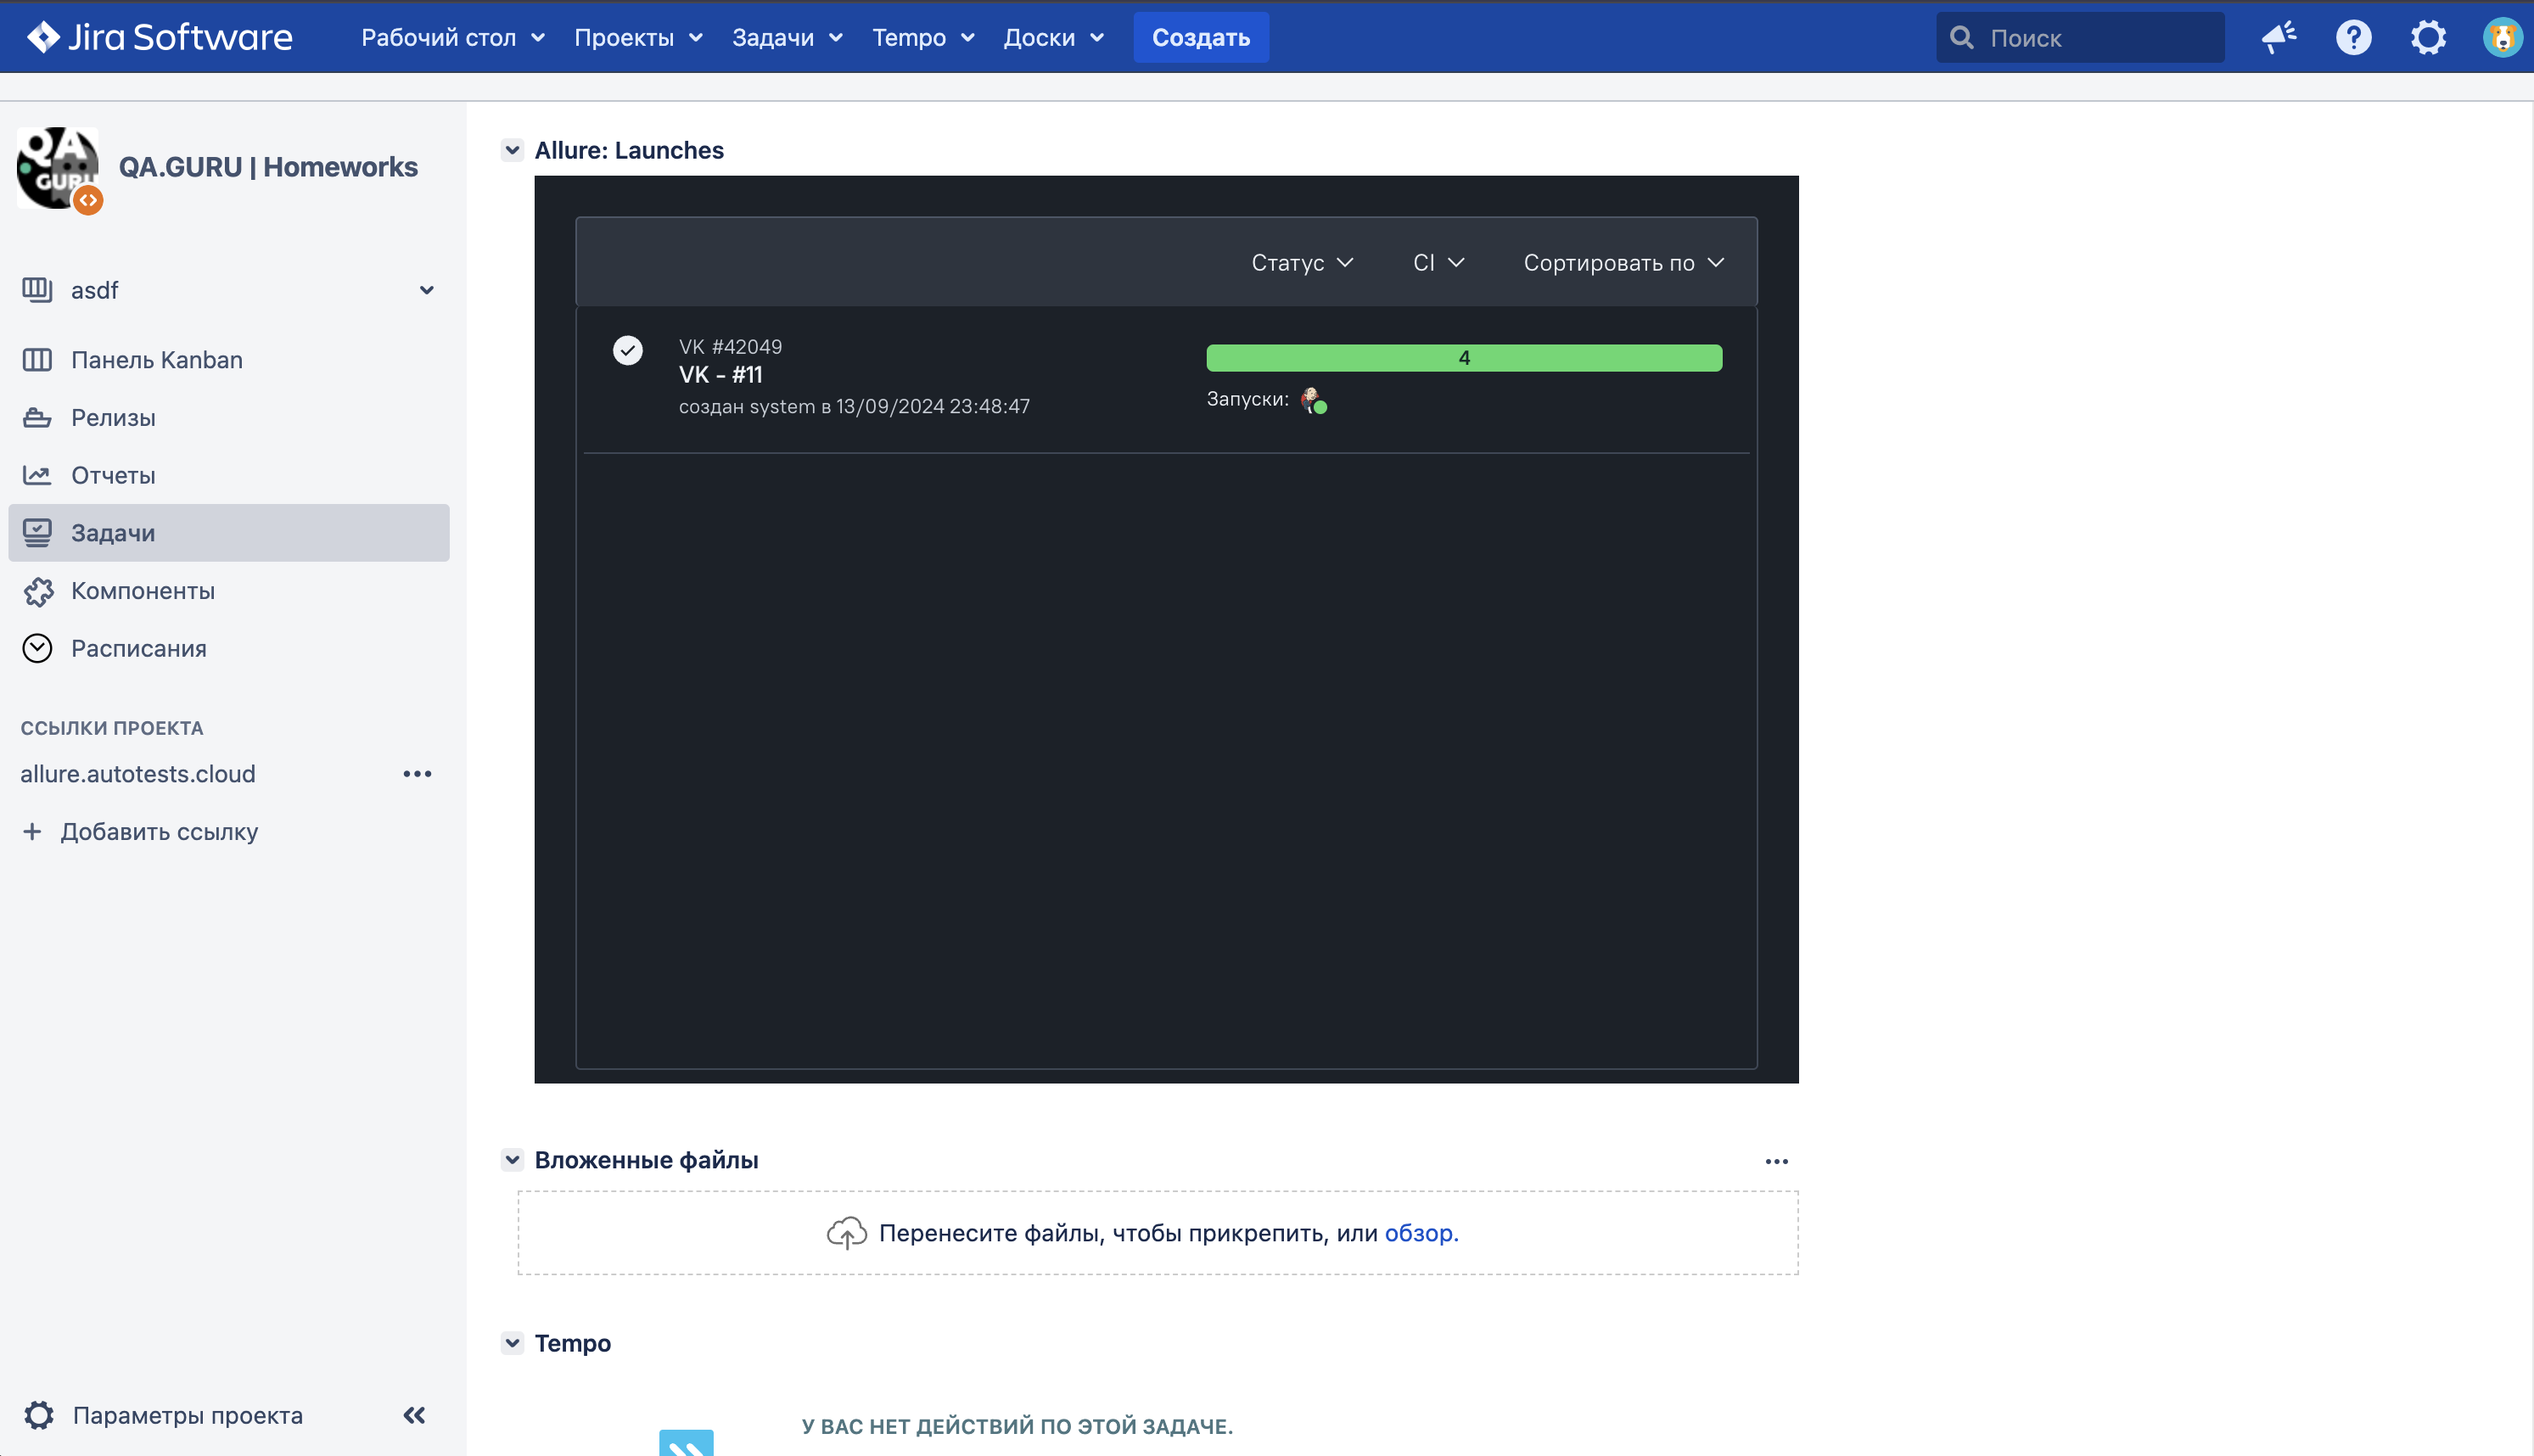 Jira Software
Рабочий стол
Проекты
Задачи
Tempo
Доски
Создать
Поиск
QA GURU
QA.GURU | Homeworks
asdf
Панель Kanban
Релизы
Отчеты
Задачи
Компоненты
Расписания
ССЫЛКИ ПРОЕКТА
allure.autotests.cloud
+ Добавить ссылку
Параметры проекта
Allure: Launches
Статус
CI
Сортировать по
VK #42049
VK - #11
создан system в 13/09/2024 23:48:47
4
Запуски:
Вложенные файлы
Перенесите файлы, чтобы прикрепить, или обзор.
Tempo
У ВАС НЕТ ДЕЙСТВИЙ ПО ЭТОЙ ЗАДАЧЕ.